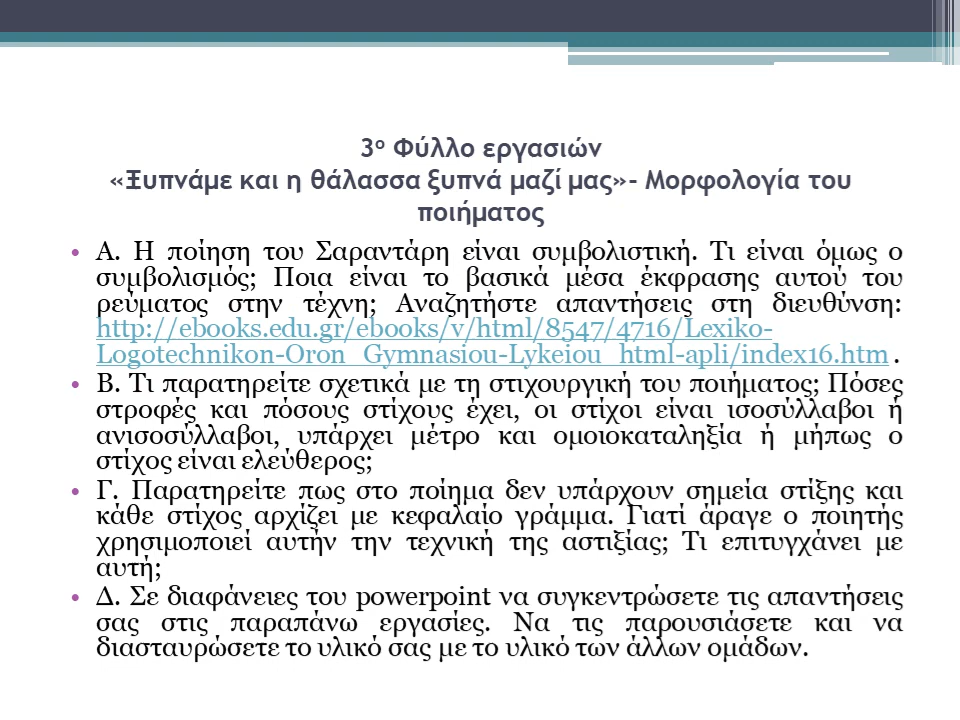 3ο Φύλλο εργασιών
«Ξυπνάμε και η θάλασσα ξυπνά μαζί μας»- Μορφολογία του
ποιήματος
• Α. Η ποίηση του Σαραντάρη είναι συμβολιστική. Τι είναι όμως ο
συμβολισμός; Ποια είναι το βασικά μέσα έκφρασης αυτού του
ρεύματος στην τέχνη; Αναζητήστε απαντήσεις στη διευθύνση:
http://ebooks.edu.gr/ebooks/v/html/8547/4716/Lexiko-
Logotechnikon-Oron_Gymnasiou-Lykeiou_html-apli/index16.htm .
• Β. Τι παρατηρείτε σχετικά με τη στιχουργική του ποιήματος; Πόσες
στροφές και πόσους στίχους έχει, οι στίχοι είναι ισοσύλλαβοι ή
ανισοσύλλαβοι, υπάρχει μέτρο και ομοιοκαταληξία ή μήπως ο
στίχος είναι ελεύθερος;
• Γ. Παρατηρείτε πως στο ποίημα δεν υπάρχουν σημεία στίξης και
κάθε στίχος αρχίζει με κεφαλαίο γράμμα. Γιατί άραγε ο ποιητής
χρησιμοποιεί αυτήν την τεχνική της αστιξίας; Τι επιτυγχάνει με
αυτή;
• Δ. Σε διαφάνειες του powerpoint να συγκεντρώσετε τις απαντήσεις
σας στις παραπάνω εργασίες. Να τις παρουσιάσετε και να
διασταυρώσετε το υλικό σας με το υλικό των άλλων ομάδων.